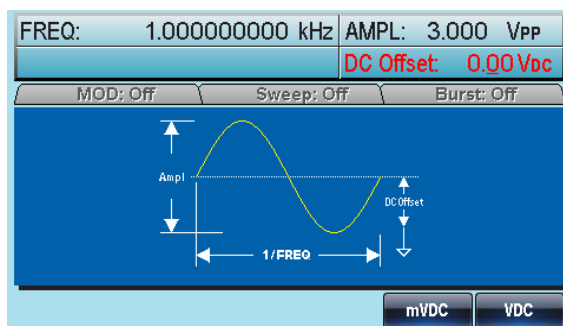 FREQ: 1.000000000 kHz AMPL: 3.000 VPP
DC Offset: 0.00 VDC
MOD: Off Sweep: Off Burst: Off
Ampl
DC Offset
1/FREQ
mVDC VDC